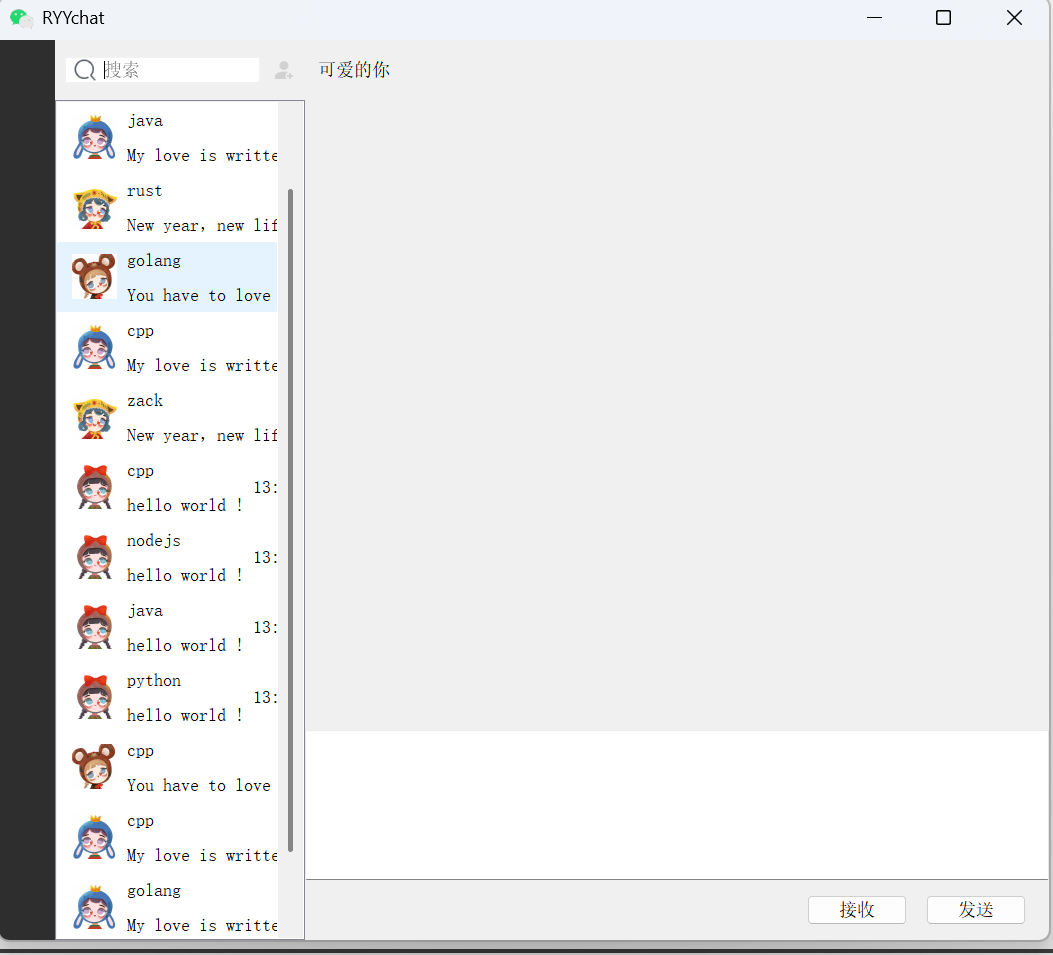 RYYchat
搜索
可爱的你
java
My love is writte
rust
New year, new lif
golang
You have to love
cpp
My love is writte
zack
New year, new lif
cpp
13:
hello world !
nodejs
13:
hello world !
java
13:
hello world !
python
13:
hello world !
cpp
You have to love
cpp
My love is writte
golang
My love is writte
接收
发送